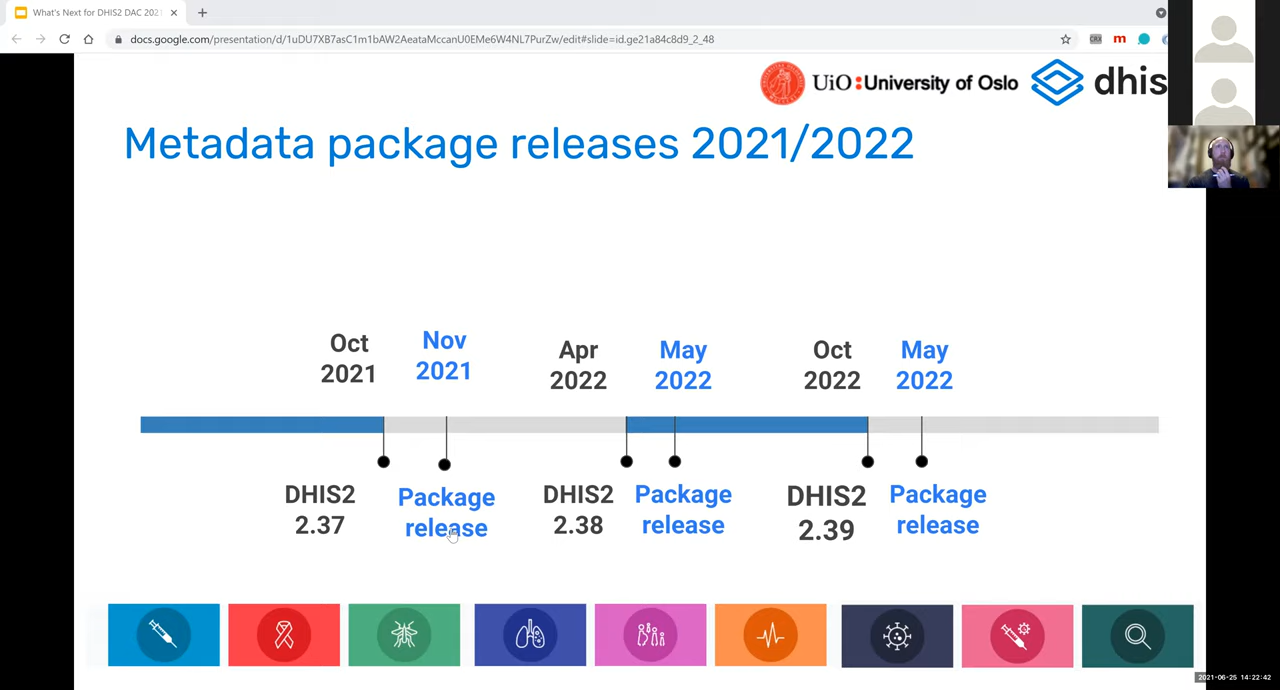 What's Next for DHIS2 DAC 2021
docs.google.com/presentation/d/1uDU7XB7asC1m1bAW2AeataMccanU0EMe6W4NL7PurZw/edit#slide=id.ge21a84c8d9_2_48
UiO:University of Oslo
dhis
Metadata package releases 2021/2022
Oct
2021
Nov
2021
Apr
2022
May
2022
Oct
2022
May
2022
DHIS2
2.37
Package
release
DHIS2
2.38
Package
release
DHIS2
2.39
Package
release
2021-06-25 14:22:42